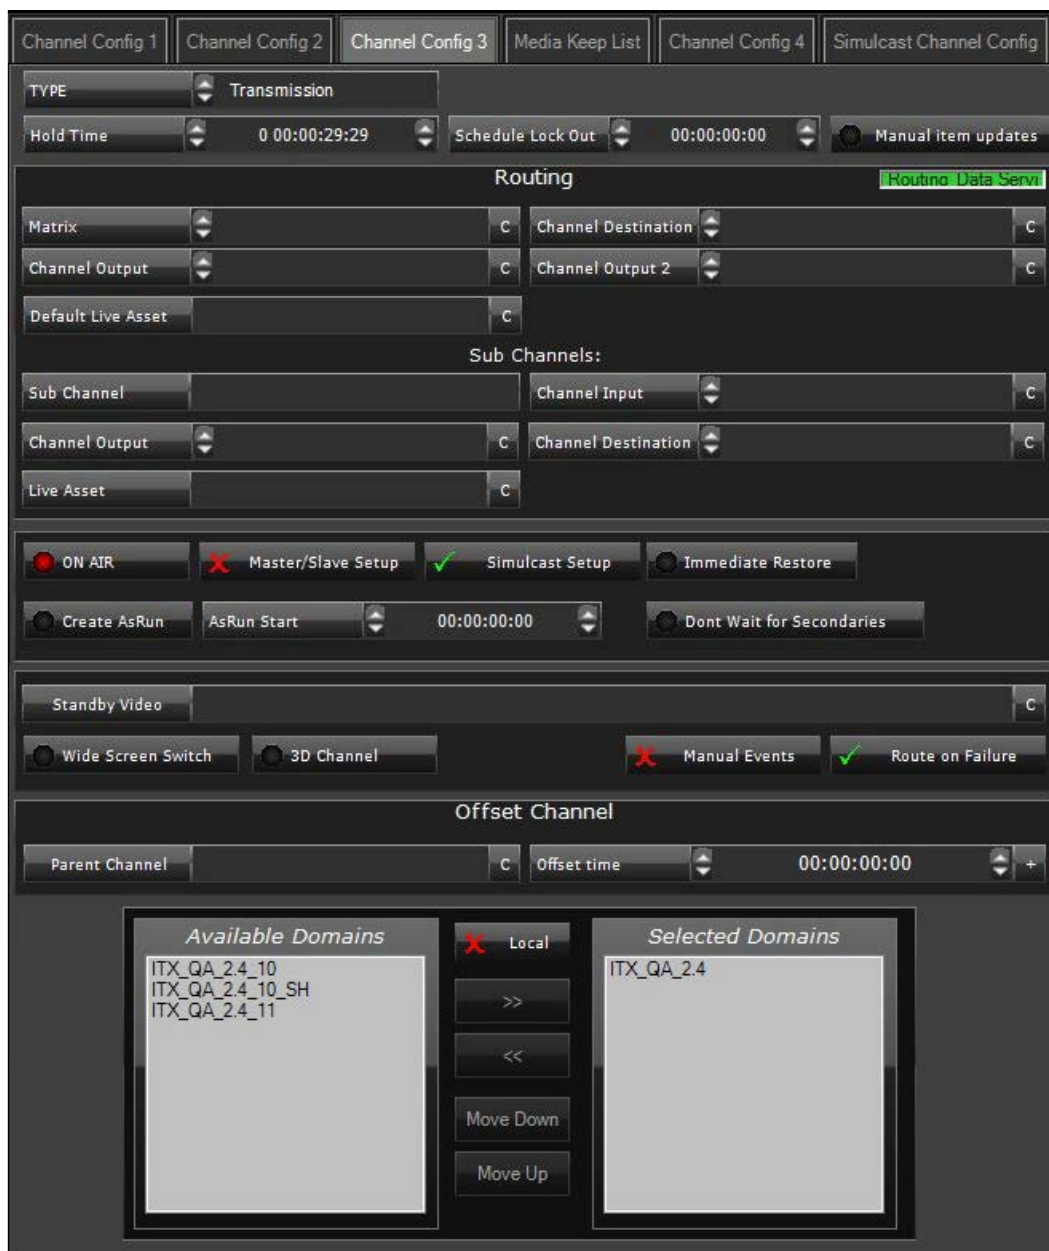 Channel Config 1 Channel Config 2 Channel Config 3 Media Keep List Channel Config 4 Simulcast Channel Config
TYPE Transmission
Hold Time 0 00:00:29:29 Schedule Lock Out 00:00:00:00 Manual item updates
Routing Routing Data Servi
Matrix C Channel Destination C
Channel Output C Channel Output 2 C
Default Live Asset C
Sub Channels:
Sub Channel Channel Input C
Channel Output C Channel Destination C
Live Asset C
ON AIR Master/Slave Setup Simulcast Setup Immediate Restore
Create AsRun AsRun Start 00:00:00:00 Dont Wait for Secondaries
Standby Video C
Wide Screen Switch 3D Channel Manual Events Route on Failure
Offset Channel
Parent Channel C Offset time 00:00:00:00 +
Available Domains Local Selected Domains
ITX_QA_2.4_10 ITX_QA_2.4
ITX_QA_2.4_10_SH
ITX_QA_2.4_11
>>
<<
Move Down
Move Up